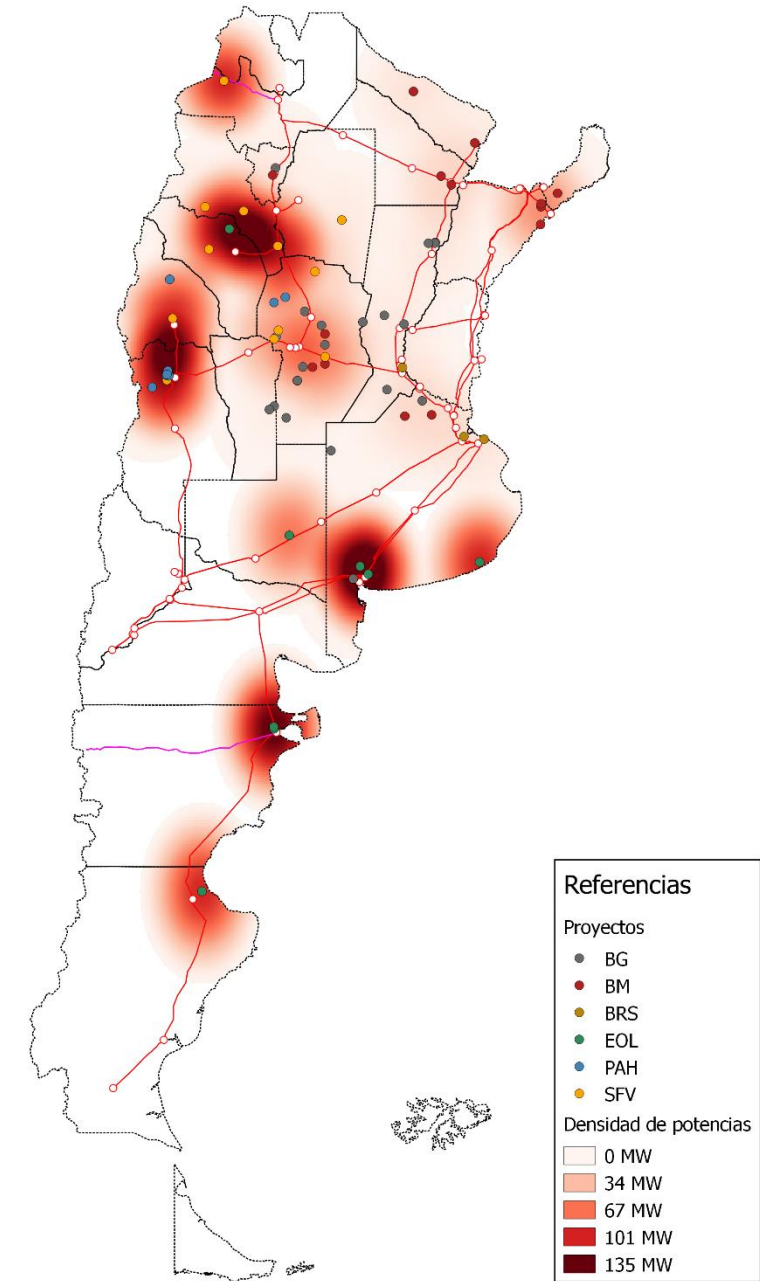 Referencias
Proyectos
BG
BM
BRS
EOL
PAH
SFV
Densidad de potencias
0 MW
34 MW
67 MW
101 MW
135 MW